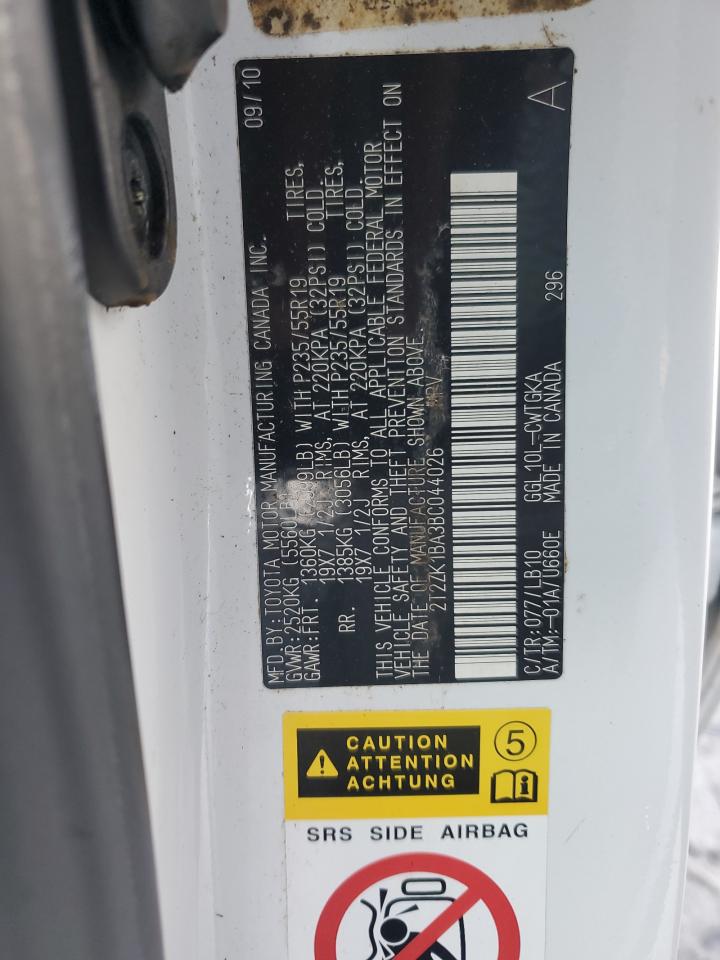 MFD. BY: TOYOTA MOTOR MANUFACTURING CANADA INC. 09/10
GVWR: 2520KG (5560LB)
GAWR: FRT. 1360KG (2999LB) WITH P235/55R19 TIRES,
19X7 1/2J RIMS, AT 220KPA (32PSI) COLD.
RR. 1385KG (3056LB) WITH P235/55R19 TIRES,
19X7 1/2J RIMS, AT 220KPA (32PSI) COLD.
THIS VEHICLE CONFORMS TO ALL APPLICABLE FEDERAL MOTOR
VEHICLE SAFETY AND THEFT PREVENTION STANDARDS IN EFFECT ON
THE DATE OF MANUFACTURE SHOWN ABOVE.
2T2ZK1BA3BC044026 MPV
C/TR: 077/LB10 GGL10L-CWTGKA A
A/TM: -01A/U660E MADE IN CANADA 296
CAUTION
ATTENTION
ACHTUNG
5
SRS SIDE AIRBAG